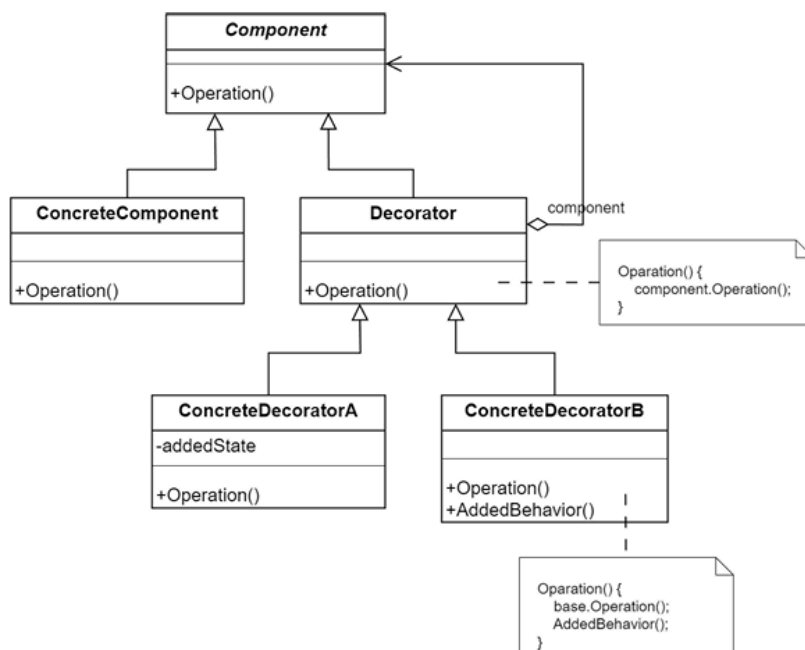 Component
+Operation()
ConcreteComponent
+Operation()
Decorator
+Operation()
component
Oparation() {
component.Operation();
}
ConcreteDecoratorA
-addedState
+Operation()
ConcreteDecoratorB
+Operation()
+AddedBehavior()
Oparation() {
base.Operation();
AddedBehavior();
}